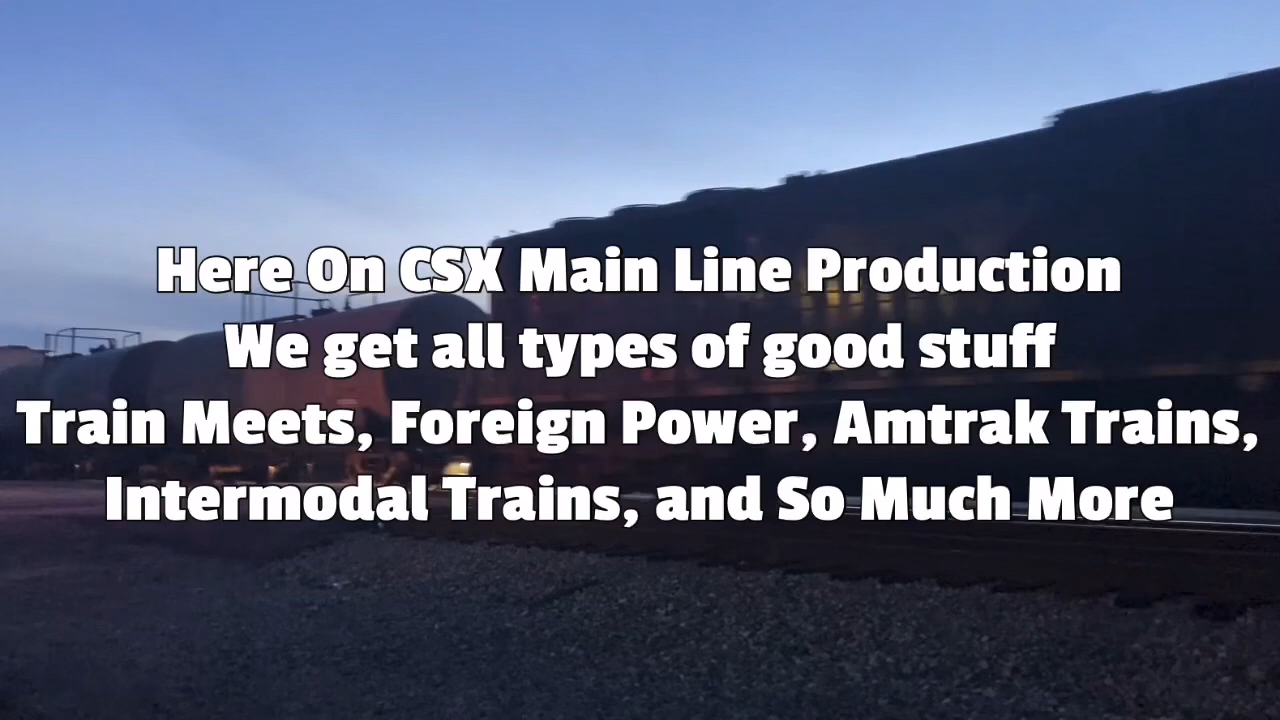 Here On CSX Main Line Production
We get all types of good stuff
Train Meets, Foreign Power, Amtrak Trains,
Intermodal Trains, and So Much More